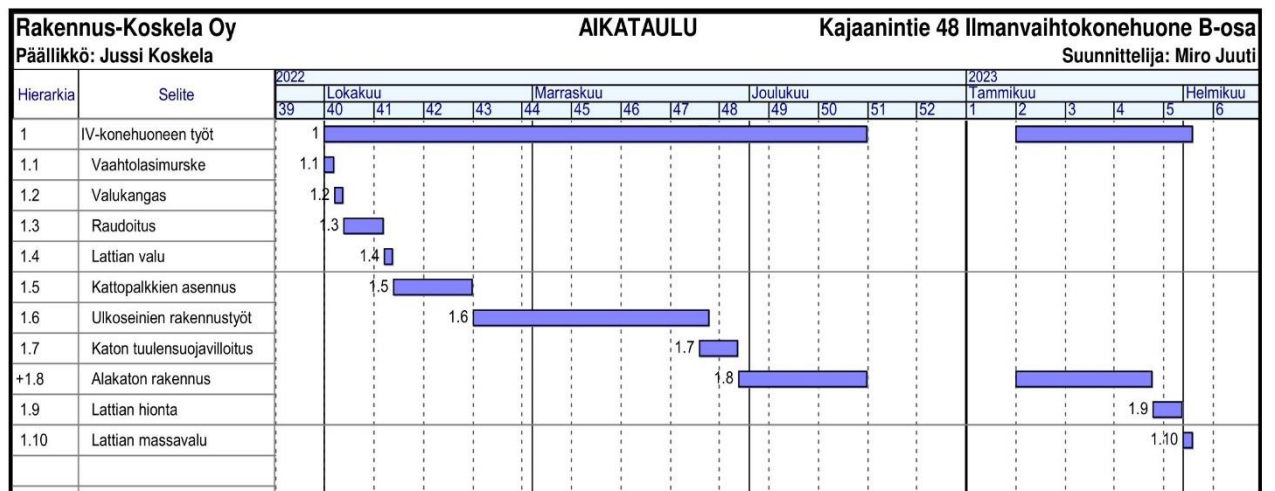 Rakennus-Koskela Oy AIKATAULU Kajaanintie 48 Ilmanvaihtokonehuone B-osa
Päällikkö: Jussi Koskela Suunnittelija: Miro Juuti
Hierarkia Selite 2022 2023
Lokakuu Marraskuu Joulukuu Tammikuu Helmikuu
39 40 41 42 43 44 45 46 47 48 49 50 51 52 1 2 3 4 5 6
1 IV-konehuoneen työt 1
1.1 Vaahtolasimurske 1.1
1.2 Valukangas 1.2
1.3 Raudoitus 1.3
1.4 Lattian valu 1.4
1.5 Kattopalkkien asennus 1.5
1.6 Ulkoseinien rakennustyöt 1.6
1.7 Katon tuulensuojavilloitus 1.7
+1.8 Alakaton rakennus 1.8
1.9 Lattian hionta 1.9
1.10 Lattian massavalu 1.10